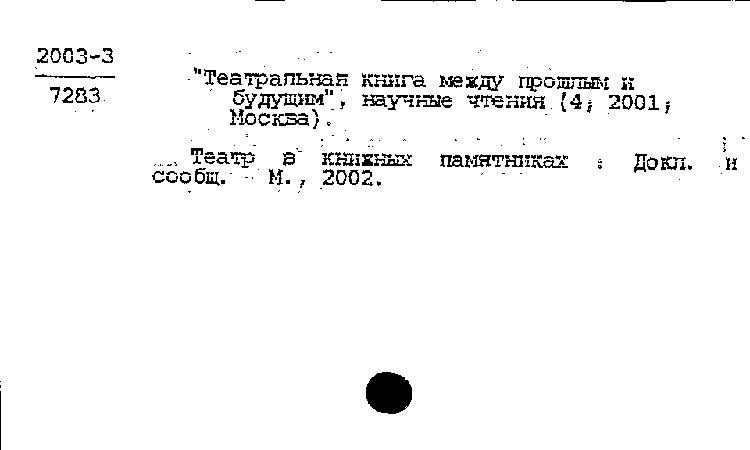 2003-3
7283
"Театральная книга между прошлым и
будущим", научные чтения (4; 2001;
Москва).
Театр в книжных памятниках : Докл. и
сообщ. - М., 2002.